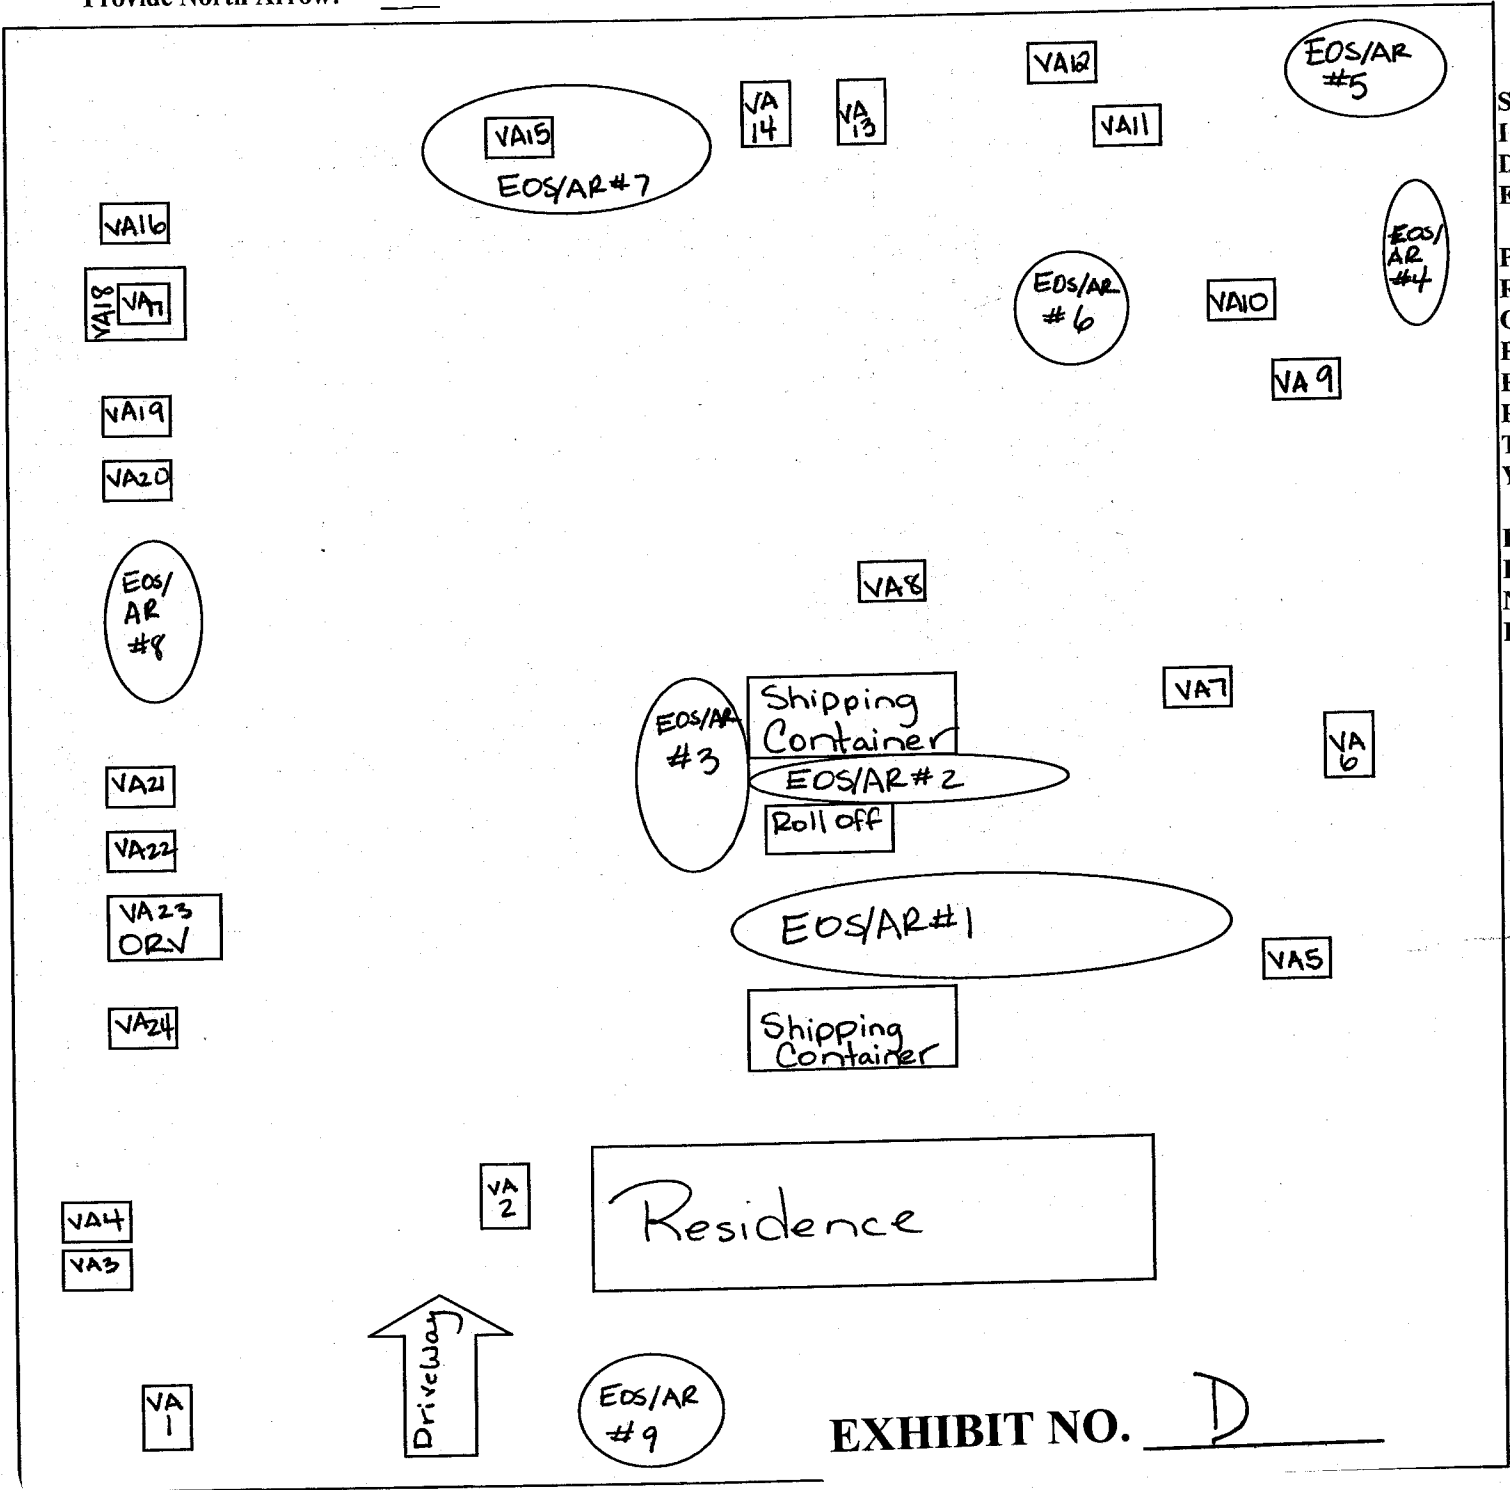 Provide North Arrow:
VA12
EOS/AR
#5
VA
14
VA
13
VA11
VA15
EOS/AR#7
VA16
EOS/
AR
#4
VA18
EOS/AR
#6
VA10
VA9
VA19
VA20
EOS/
AR
#8
VA8
Shipping
Container
VA7
EOS/AR
#3
VA
6
EOS/AR#2
VA21
Roll off
VA22
VA23
ORV
EOS/AR#1
VA5
Shipping
Container
VA24
VA
2
Residence
VA4
VA3
DriveWay
VA
1
EOS/AR
#9
EXHIBIT NO. D
SIDE